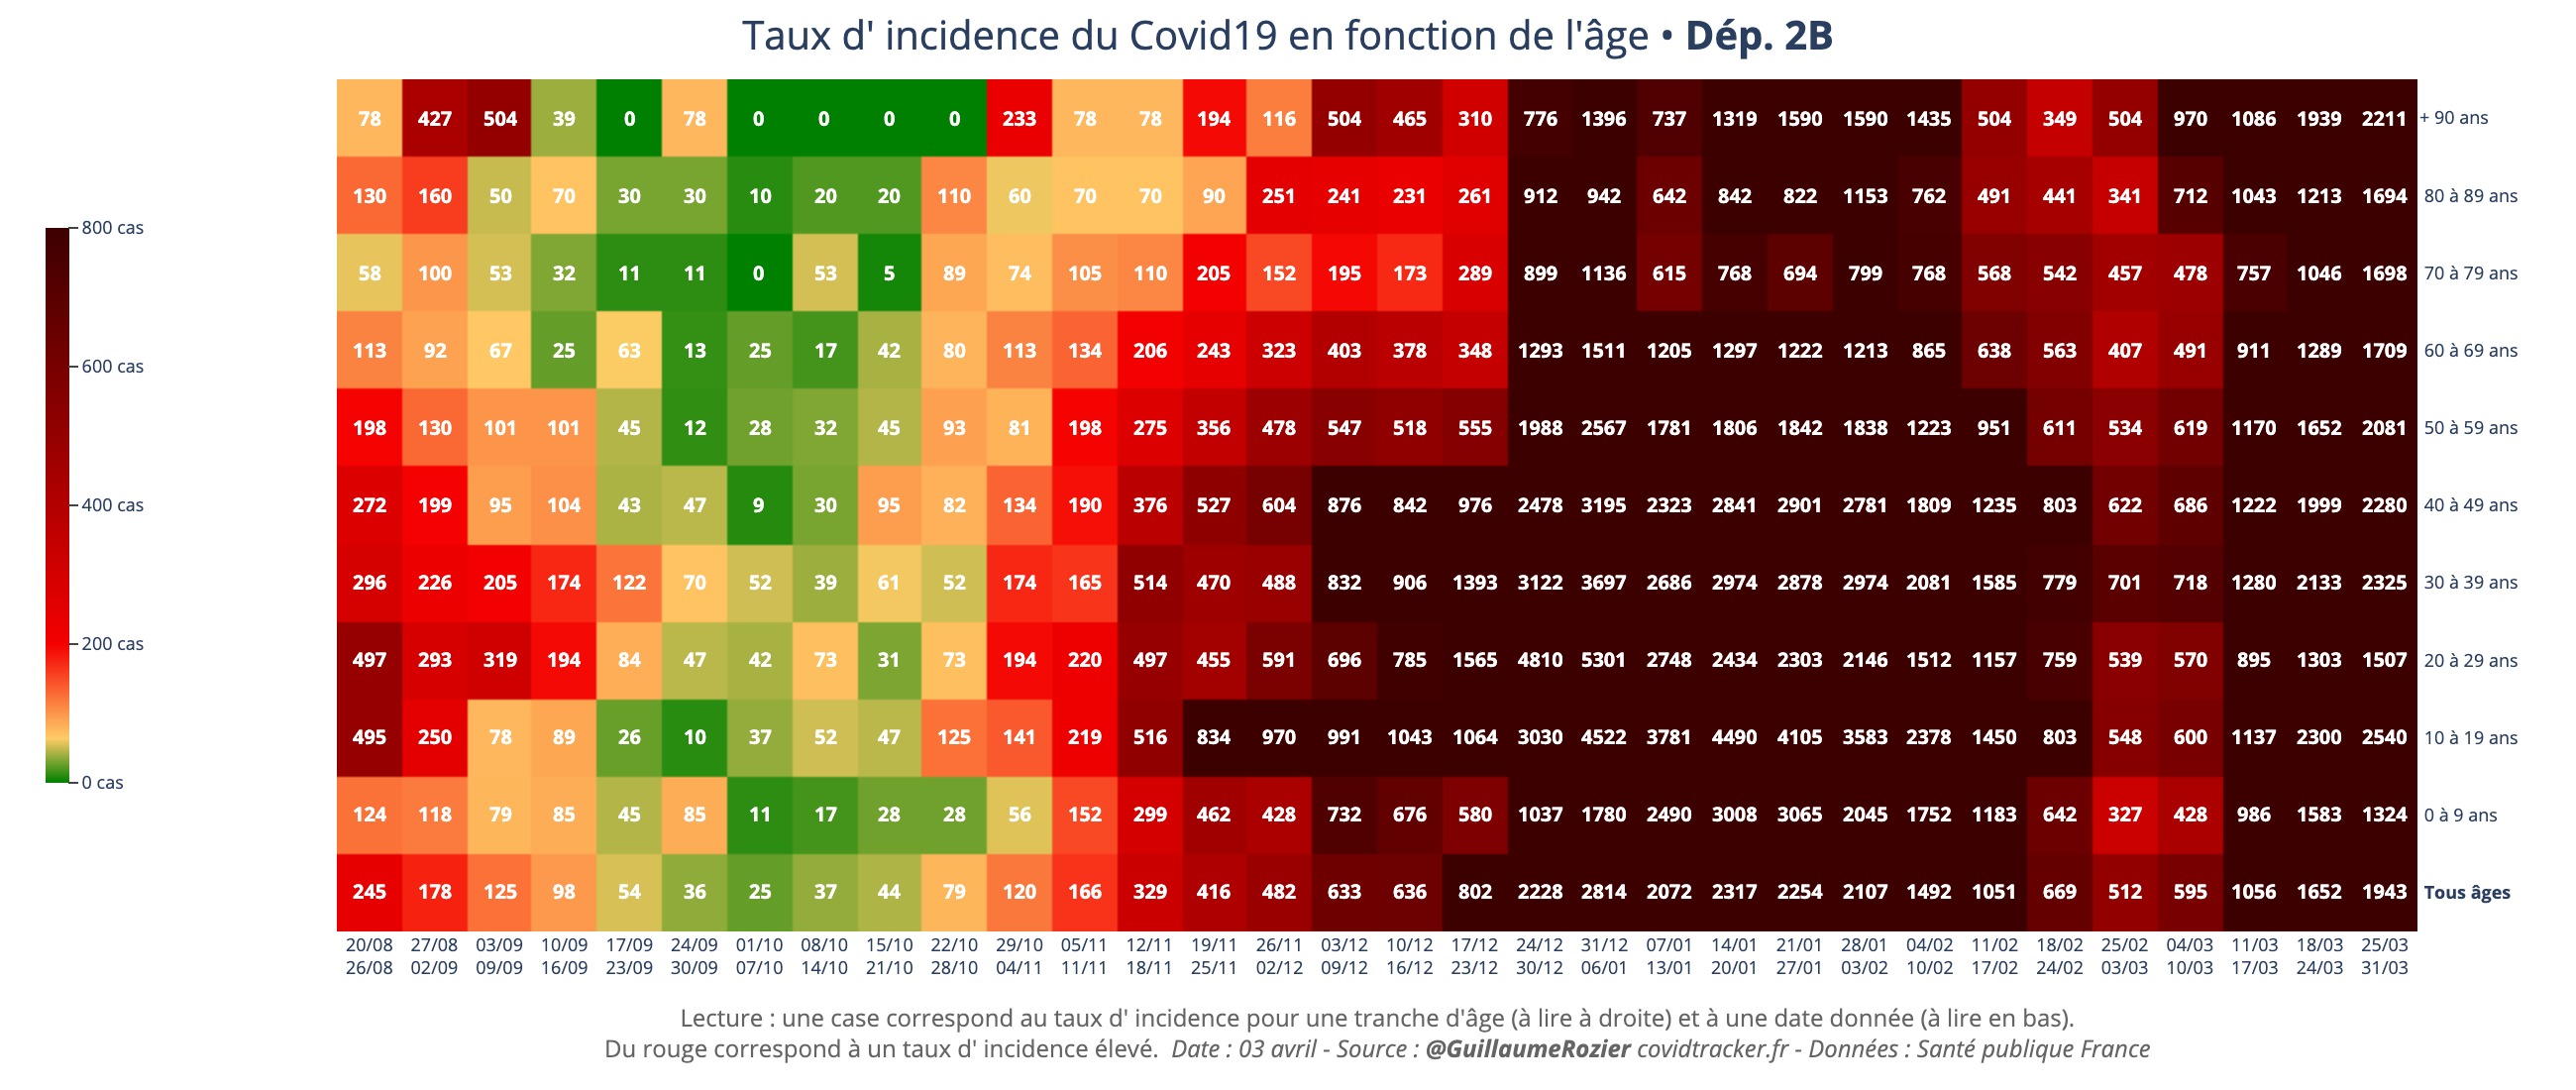 Taux d' incidence du Covid19 en fonction de l'âge • Dép. 2B
78 427 504 39 0 78 0 0 0 0 233 78 78 194 116 504 465 310 776 1396 737 1319 1590 1590 1435 504 349 504 970 1086 1939 2211 + 90 ans
130 160 50 70 30 30 10 20 20 110 60 70 70 90 251 241 231 261 912 942 642 842 822 1153 762 491 441 341 712 1043 1213 1694 80 à 89 ans
800 cas
58 100 53 32 11 11 0 53 5 89 74 105 110 205 152 195 173 289 899 1136 615 768 694 799 768 568 542 457 478 757 1046 1698 70 à 79 ans
113 92 67 25 63 13 25 17 42 80 113 134 206 243 323 403 378 348 1293 1511 1205 1297 1222 1213 865 638 563 407 491 911 1289 1709 60 à 69 ans
600 cas
198 130 101 101 45 12 28 32 45 93 81 198 275 356 478 547 518 555 1988 2567 1781 1806 1842 1838 1223 951 611 534 619 1170 1652 2081 50 à 59 ans
400 cas
272 199 95 104 43 47 9 30 95 82 134 190 376 527 604 876 842 976 2478 3195 2323 2841 2901 2781 1809 1235 803 622 686 1222 1999 2280 40 à 49 ans
296 226 205 174 122 70 52 39 61 52 174 165 514 470 488 832 906 1393 3122 3697 2686 2974 2878 2974 2081 1585 779 701 718 1280 2133 2325 30 à 39 ans
200 cas
497 293 319 194 84 47 42 73 31 73 194 220 497 455 591 696 785 1565 4810 5301 2748 2434 2303 2146 1512 1157 759 539 570 895 1303 1507 20 à 29 ans
495 250 78 89 26 10 37 52 47 125 141 219 516 834 970 991 1043 1064 3030 4522 3781 4490 4105 3583 2378 1450 803 548 600 1137 2300 2540 10 à 19 ans
0 cas
124 118 79 85 45 85 11 17 28 28 56 152 299 462 428 732 676 580 1037 1780 2490 3008 3065 2045 1752 1183 642 327 428 986 1583 1324 0 à 9 ans
245 178 125 98 54 36 25 37 44 79 120 166 329 416 482 633 636 802 2228 2814 2072 2317 2254 2107 1492 1051 669 512 595 1056 1652 1943 Tous âges
20/08 27/08 03/09 10/09 17/09 24/09 01/10 08/10 15/10 22/10 29/10 05/11 12/11 19/11 26/11 03/12 10/12 17/12 24/12 31/12 07/01 14/01 21/01 28/01 04/02 11/02 18/02 25/02 04/03 11/03 18/03 25/03
26/08 02/09 09/09 16/09 23/09 30/09 07/10 14/10 21/10 28/10 04/11 11/11 18/11 25/11 02/12 09/12 16/12 23/12 30/12 06/01 13/01 20/01 27/01 03/02 10/02 17/02 24/02 03/03 10/03 17/03 24/03 31/03
Lecture : une case correspond au taux d' incidence pour une tranche d'âge (à lire à droite) et à une date donnée (à lire en bas).
Du rouge correspond à un taux d' incidence élevé. Date : 03 avril - Source : @GuillaumeRozier covidtracker.fr - Données : Santé publique France